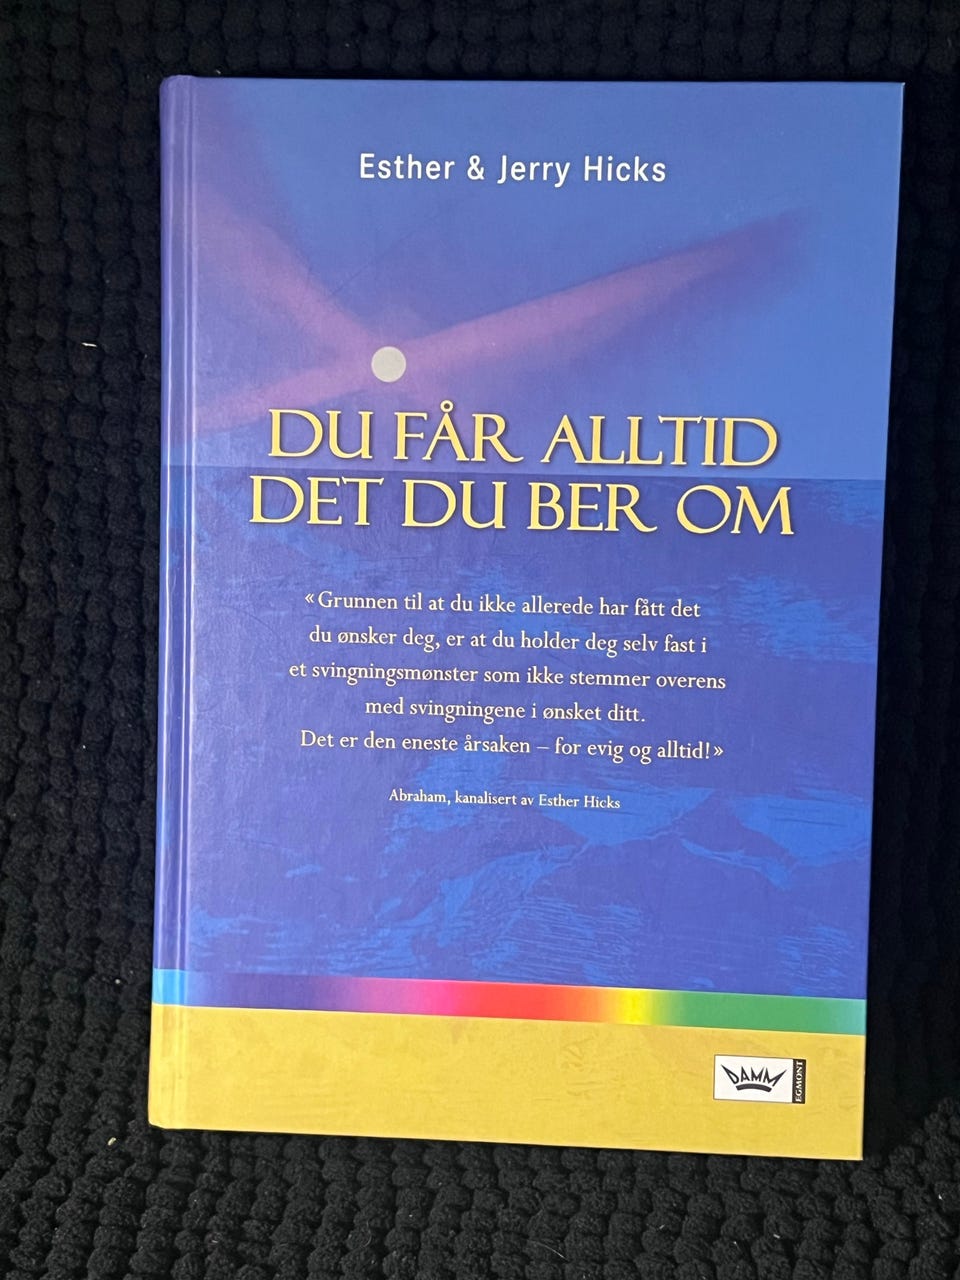 Esther & Jerry Hicks
DU FÅR ALLTID
DET DU BER OM
«Grunnen til at du ikke allerede har fått det
du ønsker deg, er at du holder deg selv fast i
et svingningsmønster som ikke stemmer overens
med svingningene i ønsket ditt.
Det er den eneste årsaken – for evig og alltid!»
Abraham, kanalisert av Esther Hicks
DAMM
EGMONT